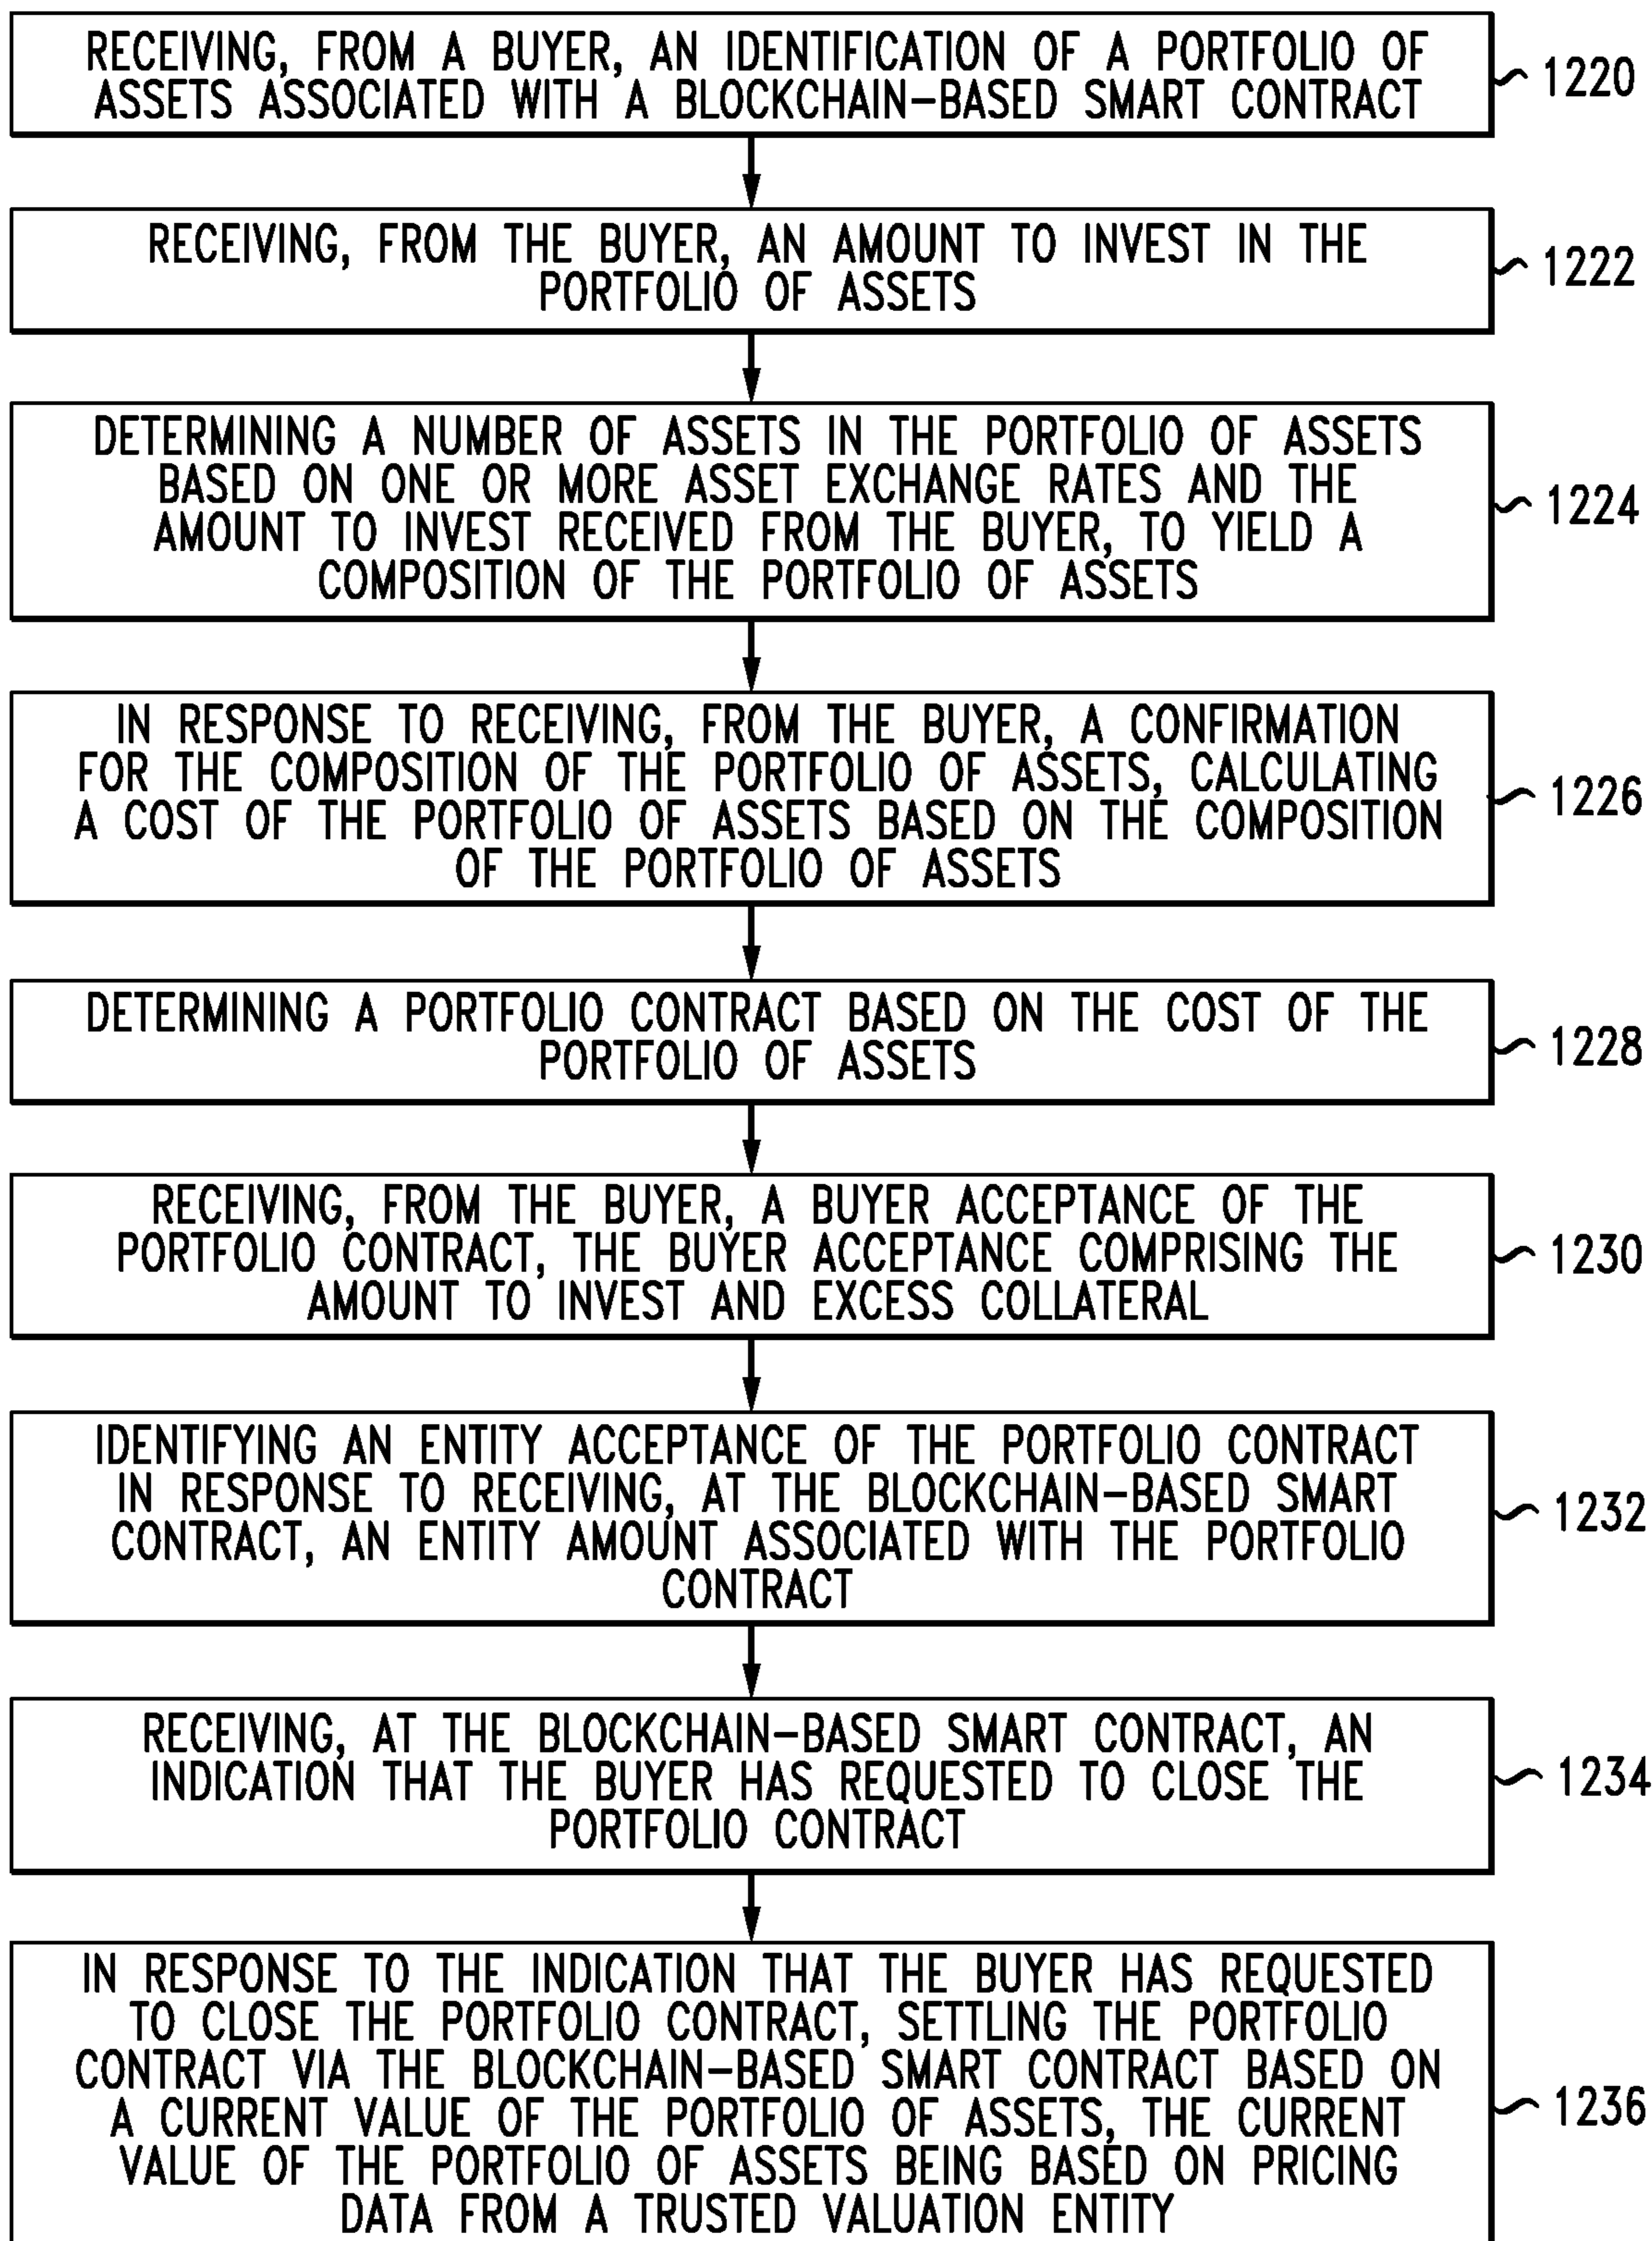 RECEIVING, FROM A BUYER, AN IDENTIFICATION OF A PORTFOLIO OF
ASSETS ASSOCIATED WITH A BLOCKCHAIN-BASED SMART CONTRACT
1220
RECEIVING, FROM THE BUYER, AN AMOUNT TO INVEST IN THE
PORTFOLIO OF ASSETS
1222
DETERMINING A NUMBER OF ASSETS IN THE PORTFOLIO OF ASSETS
BASED ON ONE OR MORE ASSET EXCHANGE RATES AND THE
AMOUNT TO INVEST RECEIVED FROM THE BUYER, TO YIELD A
COMPOSITION OF THE PORTFOLIO OF ASSETS
1224
IN RESPONSE TO RECEIVING, FROM THE BUYER, A CONFIRMATION
FOR THE COMPOSITION OF THE PORTFOLIO OF ASSETS, CALCULATING
A COST OF THE PORTFOLIO OF ASSETS BASED ON THE COMPOSITION
OF THE PORTFOLIO OF ASSETS
1226
DETERMINING A PORTFOLIO CONTRACT BASED ON THE COST OF THE
PORTFOLIO OF ASSETS
1228
RECEIVING, FROM THE BUYER, A BUYER ACCEPTANCE OF THE
PORTFOLIO CONTRACT, THE BUYER ACCEPTANCE COMPRISING THE
AMOUNT TO INVEST AND EXCESS COLLATERAL
1230
IDENTIFYING AN ENTITY ACCEPTANCE OF THE PORTFOLIO CONTRACT
IN RESPONSE TO RECEIVING, AT THE BLOCKCHAIN-BASED SMART
CONTRACT, AN ENTITY AMOUNT ASSOCIATED WITH THE PORTFOLIO
CONTRACT
1232
RECEIVING, AT THE BLOCKCHAIN-BASED SMART CONTRACT, AN
INDICATION THAT THE BUYER HAS REQUESTED TO CLOSE THE
PORTFOLIO CONTRACT
1234
IN RESPONSE TO THE INDICATION THAT THE BUYER HAS REQUESTED
TO CLOSE THE PORTFOLIO CONTRACT, SETTLING THE PORTFOLIO
CONTRACT VIA THE BLOCKCHAIN-BASED SMART CONTRACT BASED ON
A CURRENT VALUE OF THE PORTFOLIO OF ASSETS, THE CURRENT
VALUE OF THE PORTFOLIO OF ASSETS BEING BASED ON PRICING
DATA FROM A TRUSTED VALUATION ENTITY
1236